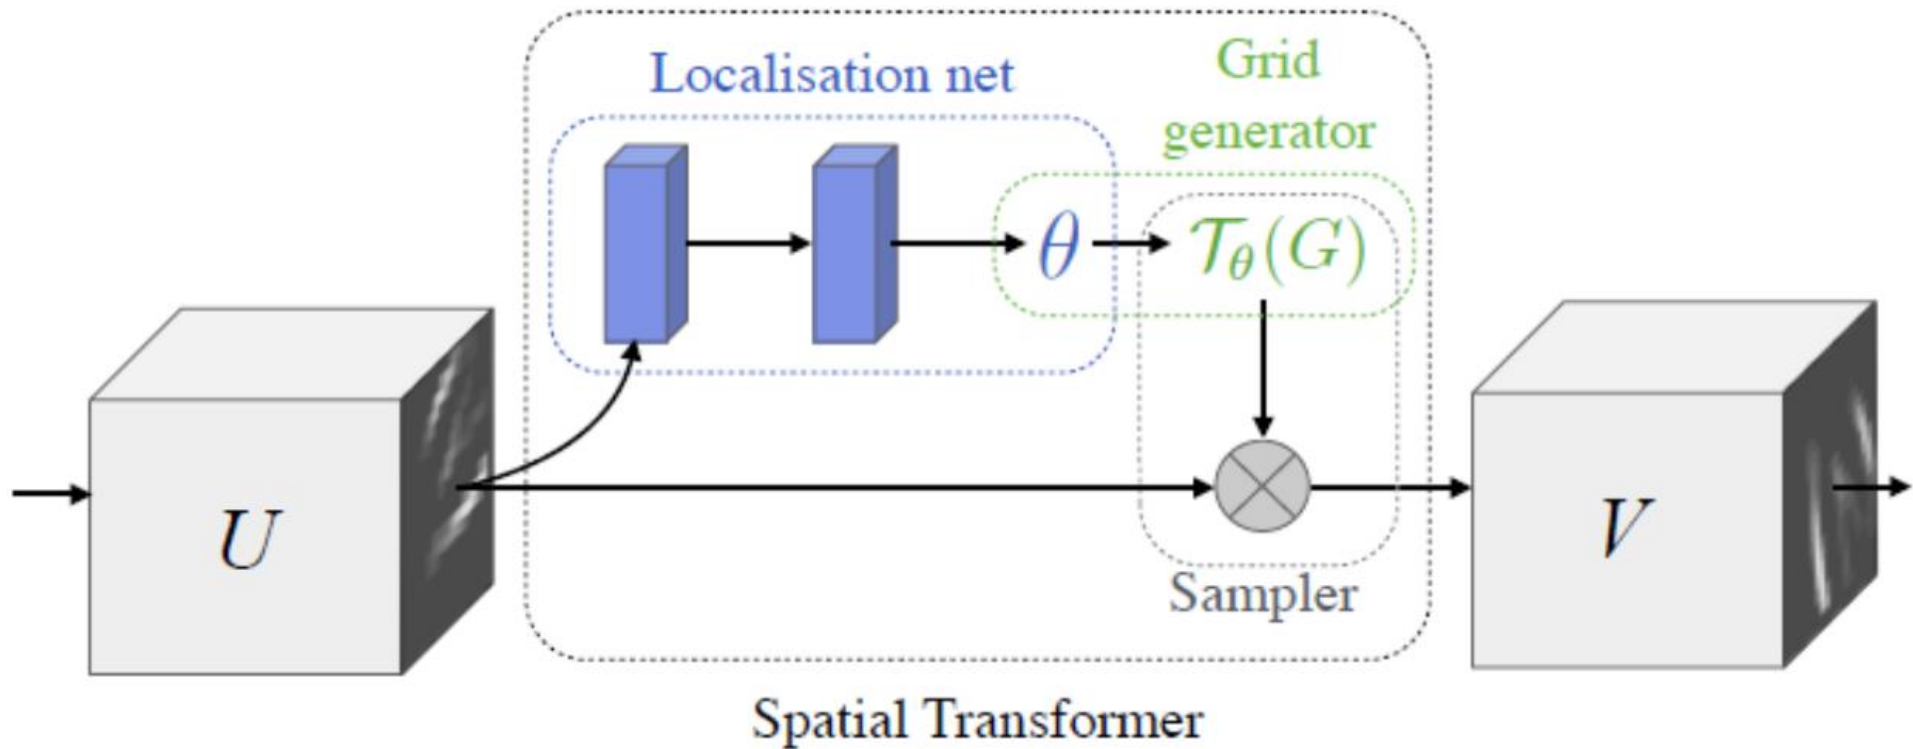 Localisation net
Grid
generator
θ
𝒯θ(G)
U
V
Sampler
Spatial Transformer